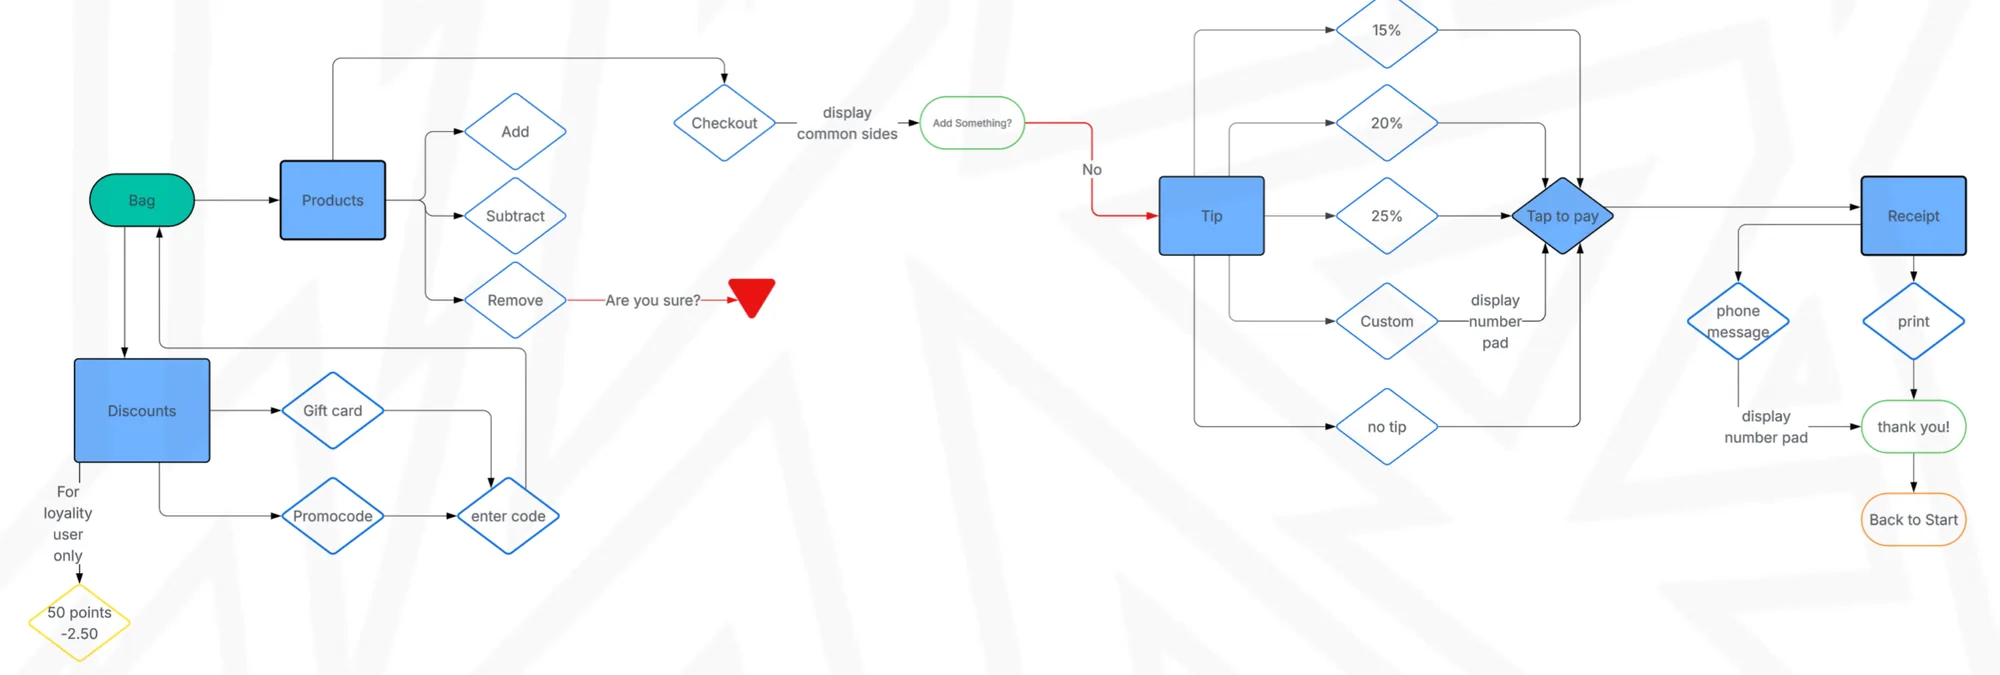 15%
Add
Checkout
display
common sides
Add Something?
20%
No
Bag
Products
Subtract
Tip
25%
Tap to pay
Receipt
Remove
Are you sure?
Custom
display
number
pad
phone
message
print
Discounts
Gift card
no tip
display
number pad
thank you!
For
loyality
user
only
Promocode
enter code
Back to Start
50 points
-2.50